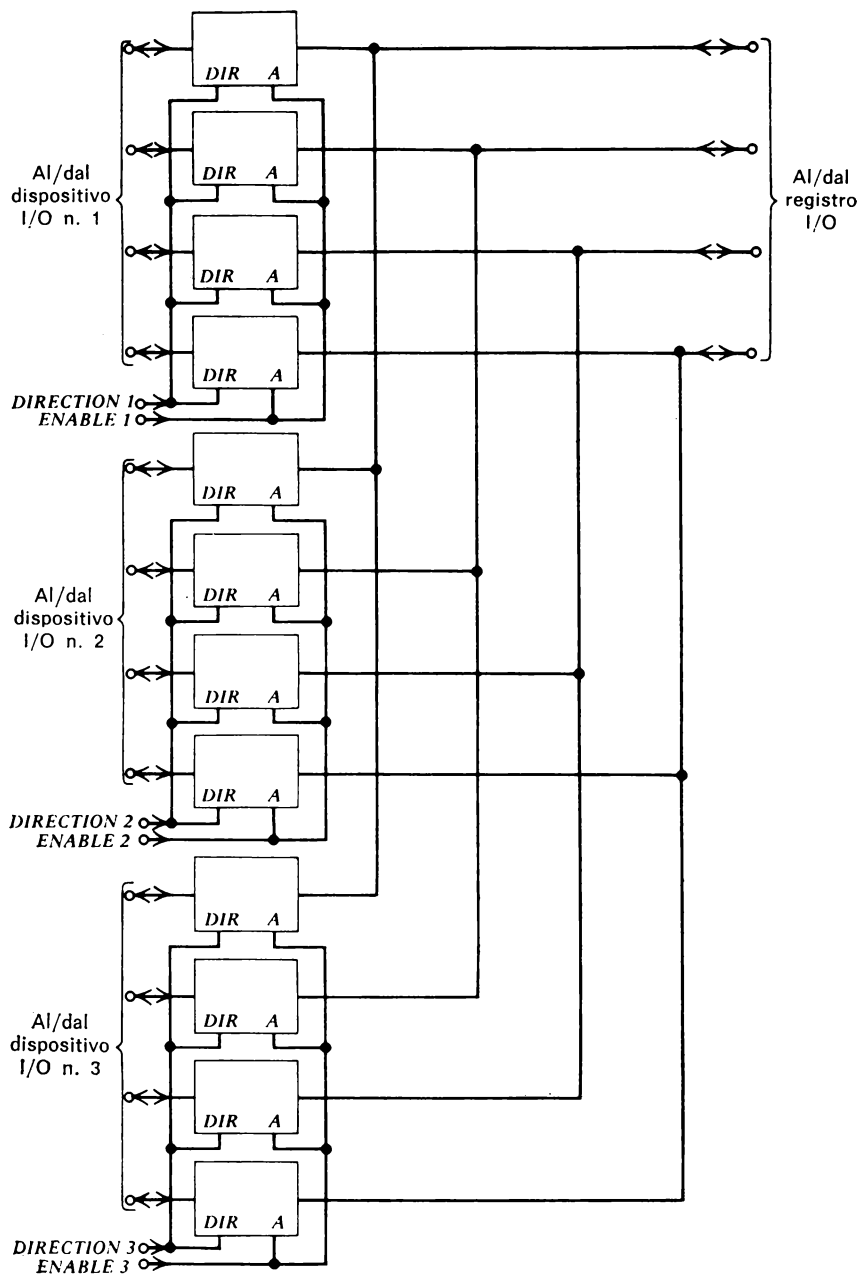 DIR A
DIR A
Al/dal
dispositivo
I/O n. 1
Al/dal
registro
I/O
DIR A
DIR A
DIRECTION 1
ENABLE 1
DIR A
DIR A
Al/dal
dispositivo
I/O n. 2
DIR A
DIR A
DIRECTION 2
ENABLE 2
DIR A
DIR A
Al/dal
dispositivo
I/O n. 3
DIR A
DIR A
DIRECTION 3
ENABLE 3